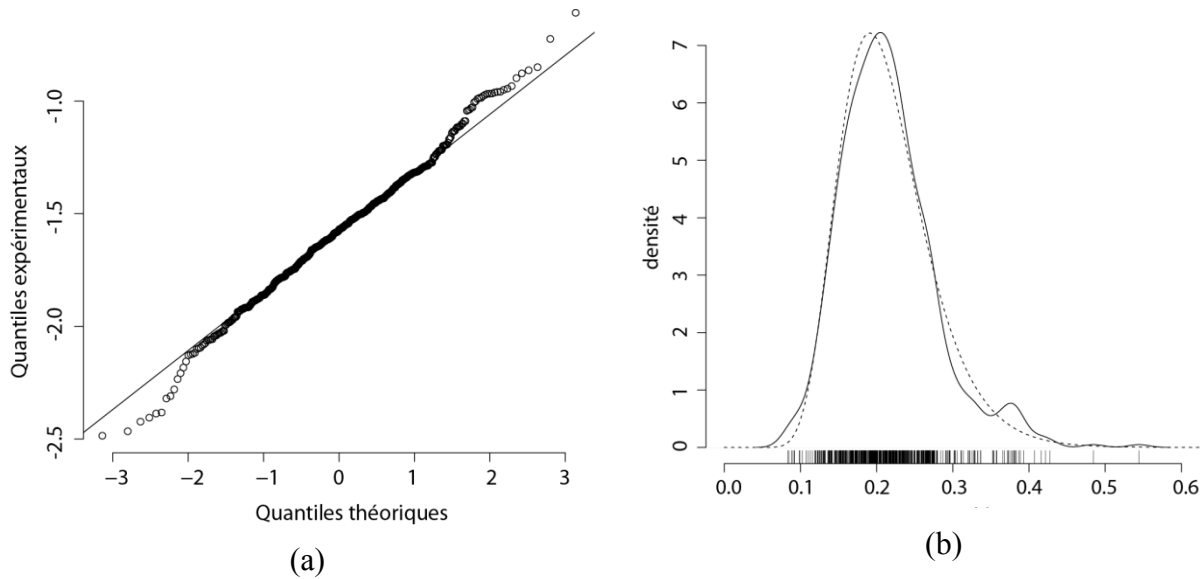 Quantiles expérimentaux
-1.0
-1.5
-2.0
-2.5
−3 −2 −1 0 1 2 3
Quantiles théoriques
(a)
densité
7
6
5
4
3
2
1
0
0.0 0.1 0.2 0.3 0.4 0.5 0.6
(b)